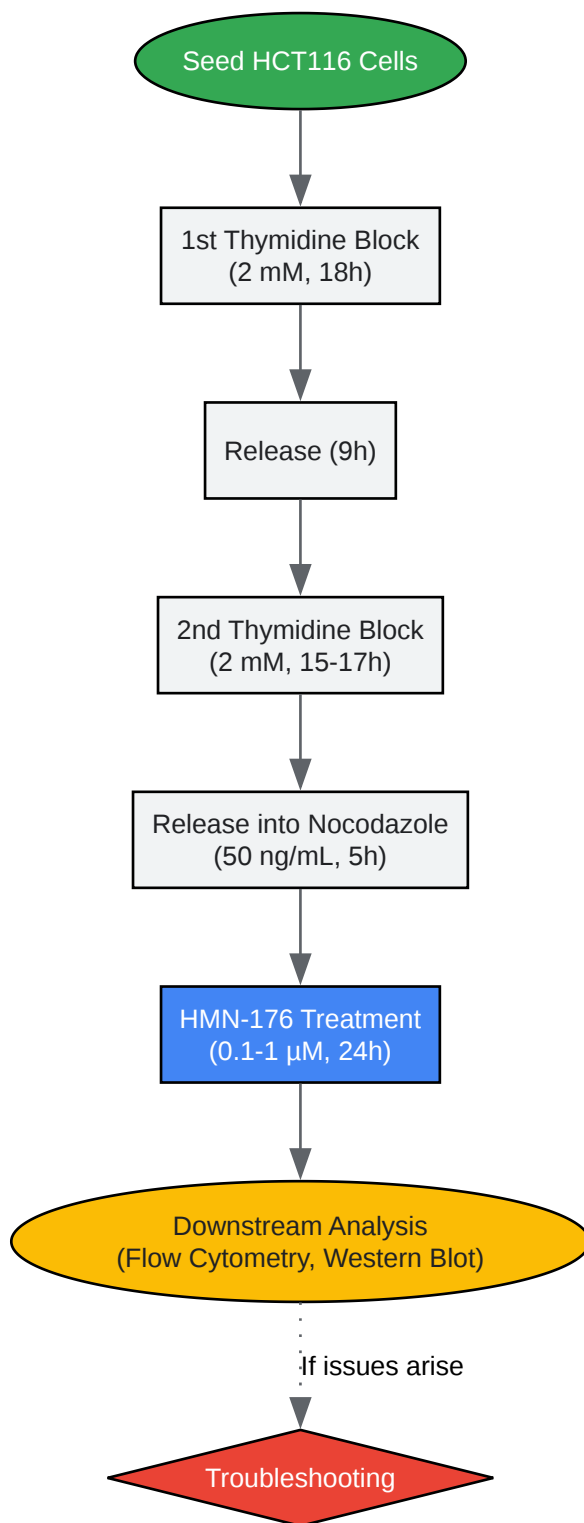 Seed HCT116 Cells
1st Thymidine Block
(2 mM, 18h)
Release (9h)
2nd Thymidine Block
(2 mM, 15-17h)
Release into Nocodazole
(50 ng/mL, 5h)
HMN-176 Treatment
(0.1-1 µM, 24h)
Downstream Analysis
(Flow Cytometry, Western Blot)
If issues arise
Troubleshooting